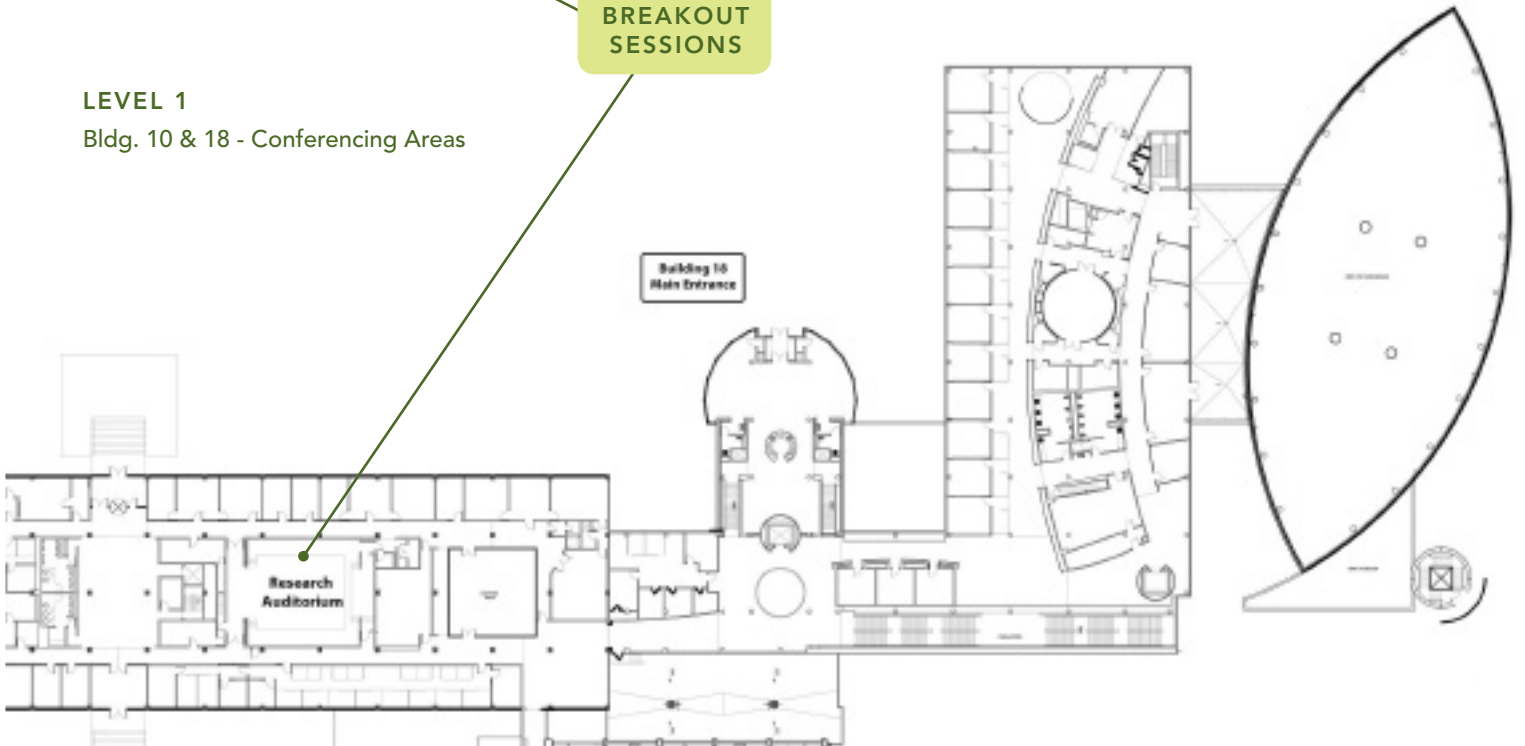 BREAKOUT
SESSIONS
LEVEL 1
Bldg. 10 & 18 - Conferencing Areas
Building 18
Main Entrance
Research
Auditorium